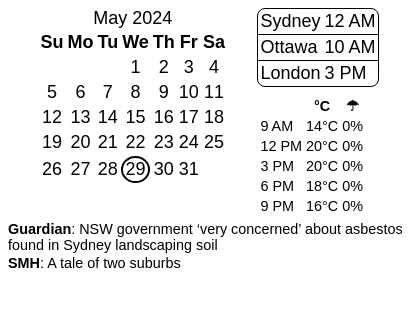 May 2024
Su Mo Tu We Th Fr Sa
1 2 3 4
5 6 7 8 9 10 11
12 13 14 15 16 17 18
19 20 21 22 23 24 25
26 27 28 29 30 31
Sydney 12 AM
Ottawa 10 AM
London 3 PM
°C ☂
9 AM 14°C 0%
12 PM 20°C 0%
3 PM 20°C 0%
6 PM 18°C 0%
9 PM 16°C 0%
Guardian: NSW government ‘very concerned’ about asbestos
found in Sydney landscaping soil
SMH: A tale of two suburbs